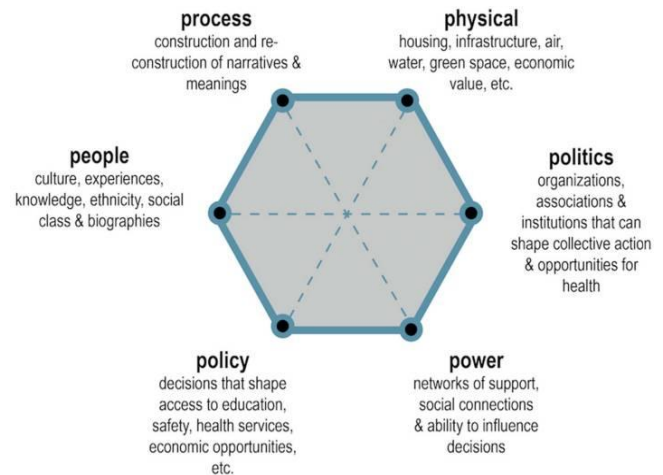 process
construction and re-
construction of narratives &
meanings
physical
housing, infrastructure, air,
water, green space, economic
value, etc.
people
culture, experiences,
knowledge, ethnicity, social
class & biographies
politics
organizations,
associations &
institutions that can
shape collective action
& opportunities for
health
policy
decisions that shape
access to education,
safety, health services,
economic opportunities,
etc.
power
networks of support,
social connections
& ability to influence
decisions